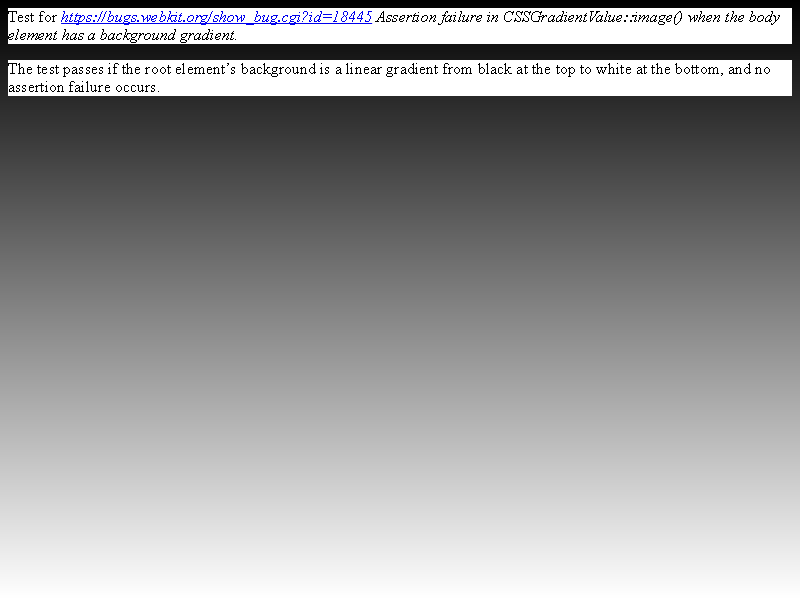 Test for https://bugs.webkit.org/show_bug.cgi?id=18445 Assertion failure in CSSGradientValue::image() when the body
element has a background gradient.
The test passes if the root element’s background is a linear gradient from black at the top to white at the bottom, and no
assertion failure occurs.